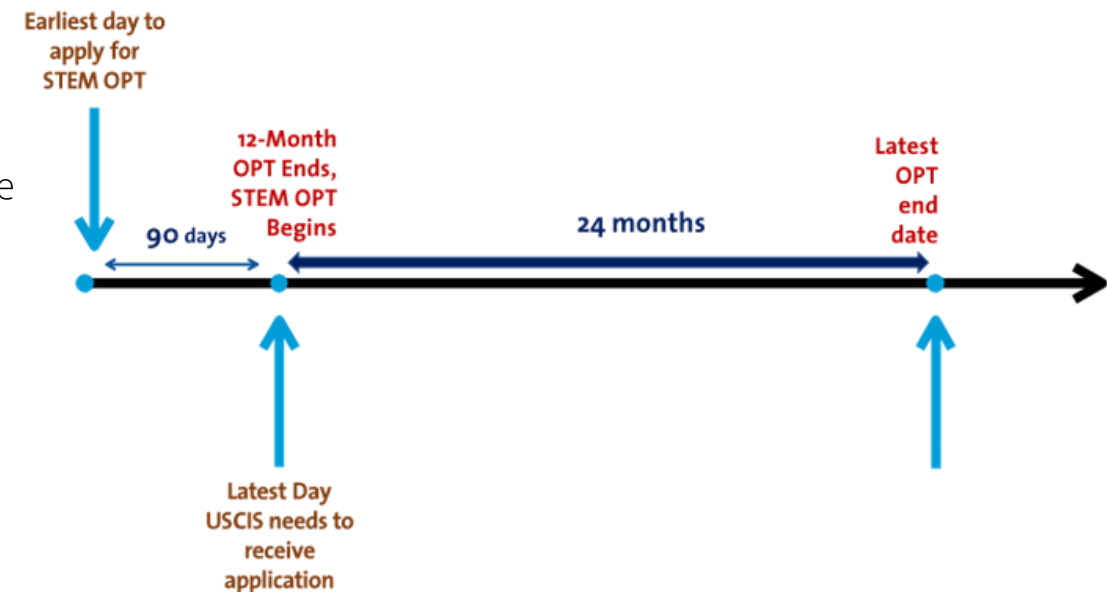 Earliest day to
apply for
STEM OPT
e
90 days
12-Month
OPT Ends,
STEM OPT
Begins
24 months
Latest
OPT
end
date
Latest Day
USCIS needs to
receive
application